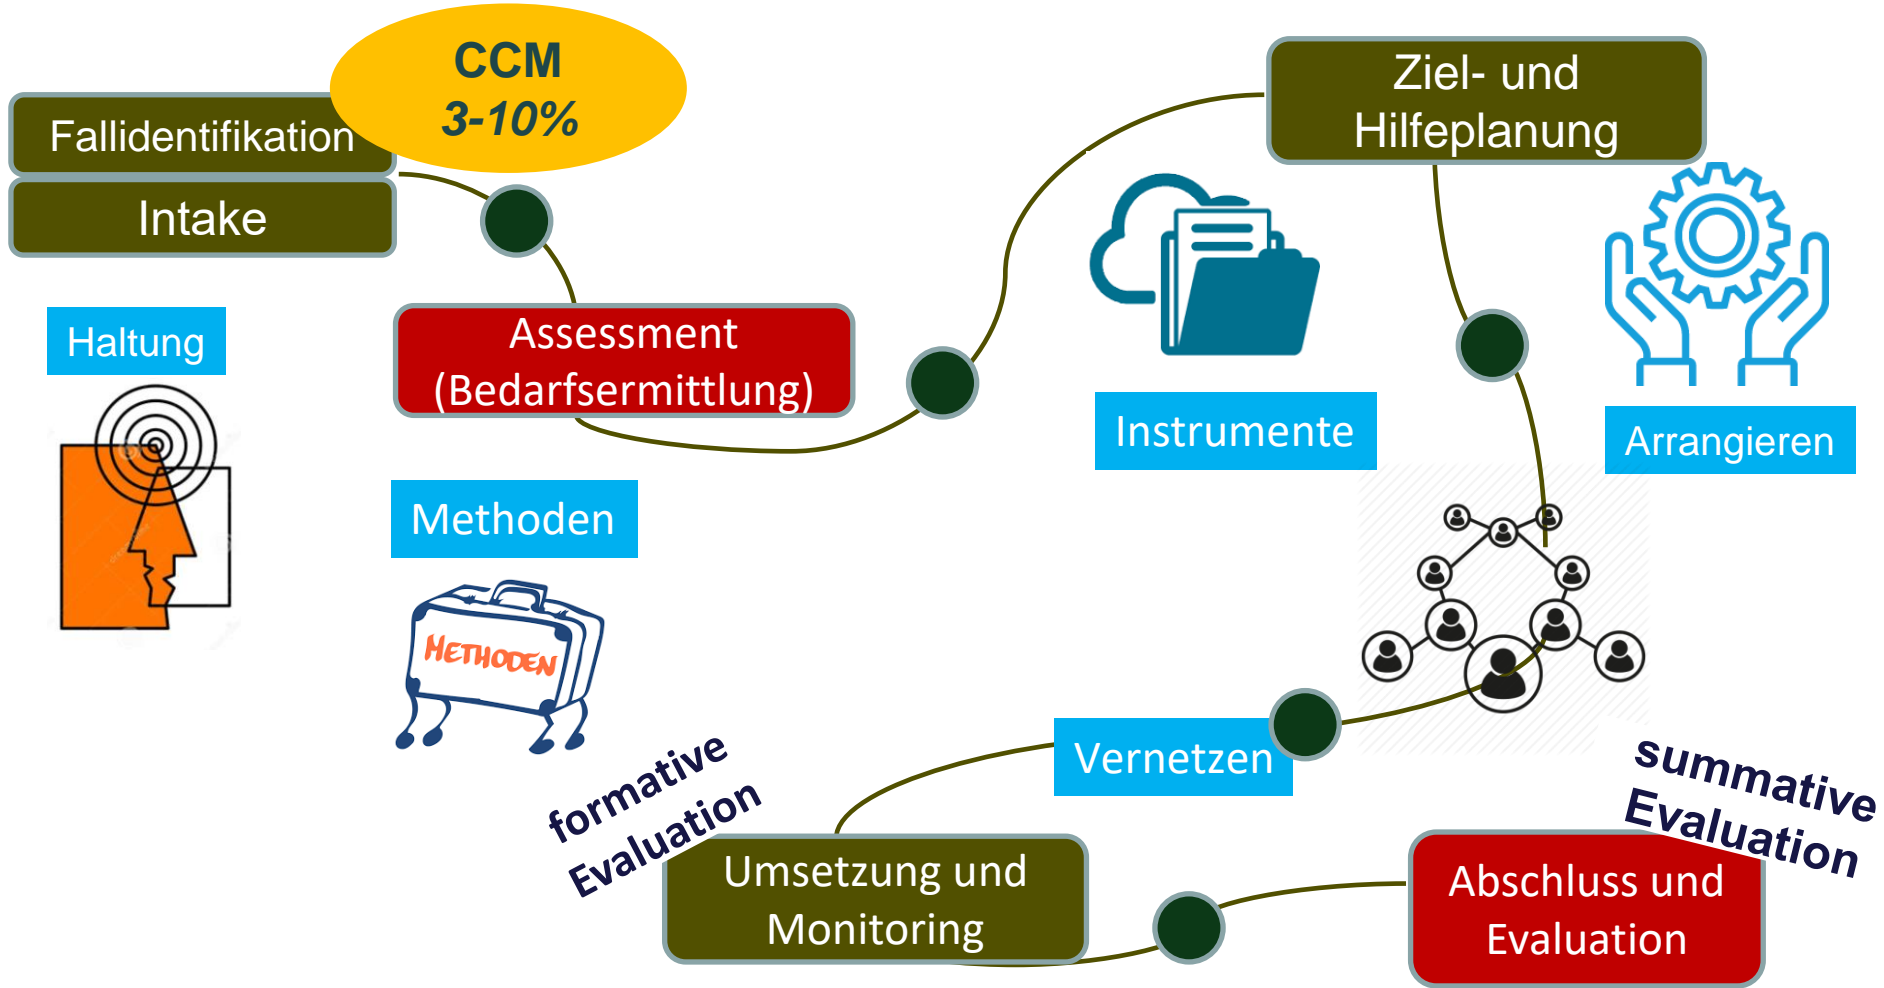 CCM
3-10%
Fallidentifikation
Intake
Ziel- und
Hilfeplanung
Haltung
Assessment
(Bedarfsermittlung)
Instrumente
Arrangieren
Methoden
METHODEN
Vernetzen
formative
Evaluation
summative
Evaluation
Umsetzung und
Monitoring
Abschluss und
Evaluation